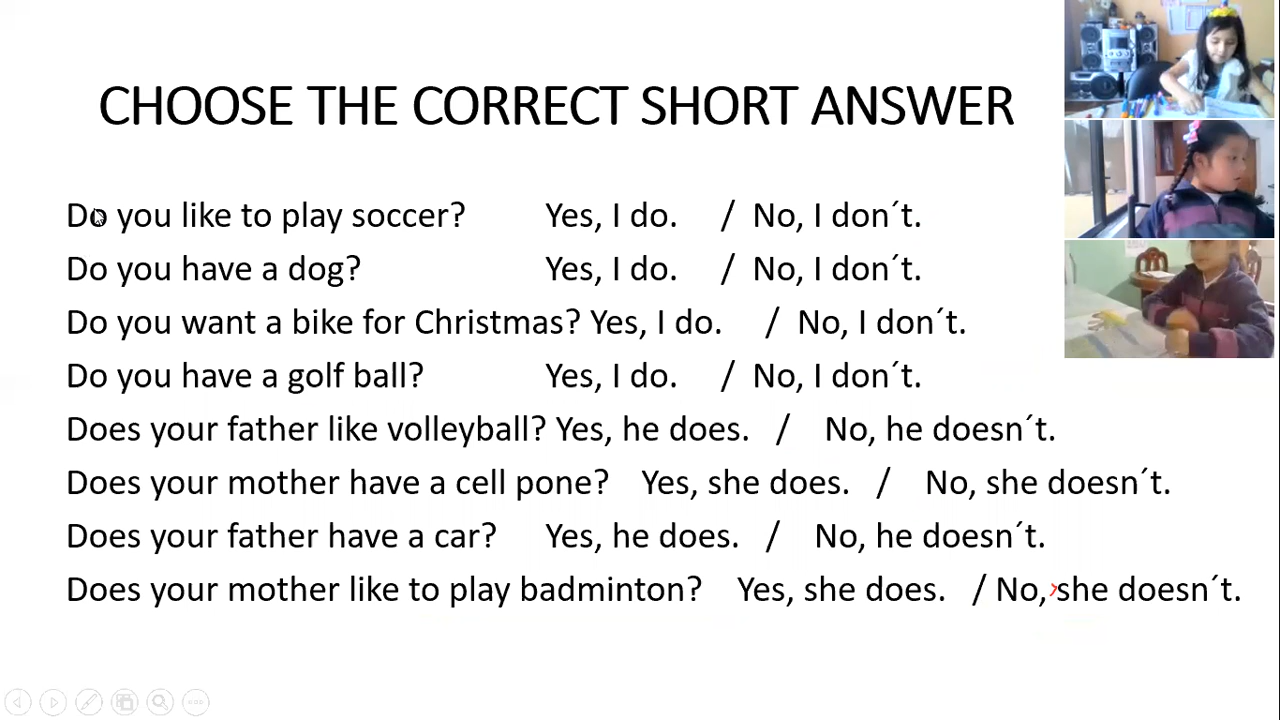 CHOOSE THE CORRECT SHORT ANSWER
Do you like to play soccer? Yes, I do. / No, I don´t.
Do you have a dog? Yes, I do. / No, I don´t.
Do you want a bike for Christmas? Yes, I do. / No, I don´t.
Do you have a golf ball? Yes, I do. / No, I don´t.
Does your father like volleyball? Yes, he does. / No, he doesn´t.
Does your mother have a cell pone? Yes, she does. / No, she doesn´t.
Does your father have a car? Yes, he does. / No, he doesn´t.
Does your mother like to play badminton? Yes, she does. / No, she doesn´t.